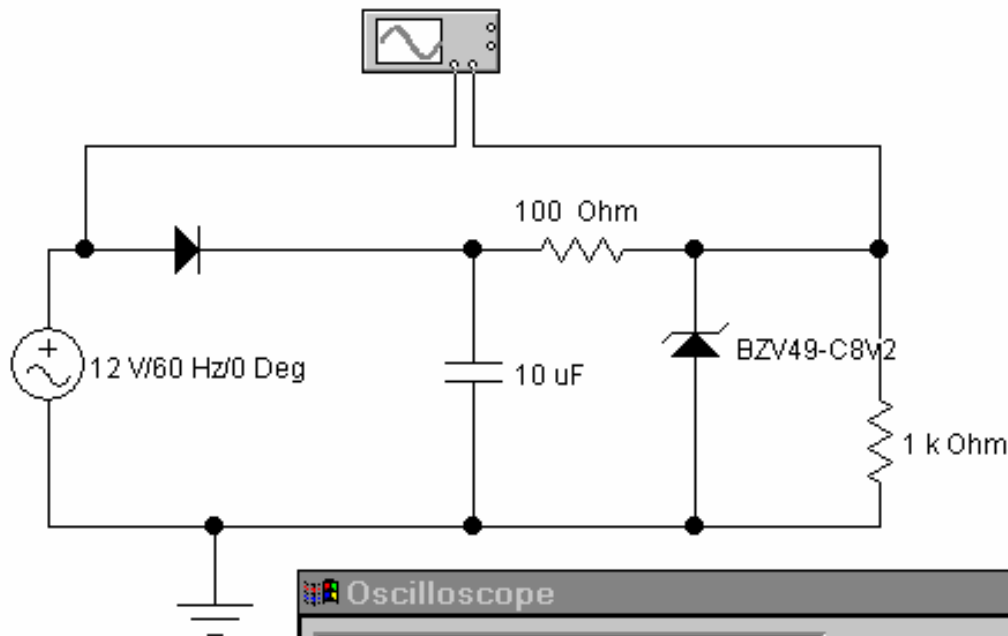 100 Ohm
BZV49-C8V2
12 V/60 Hz/0 Deg
10 uF
1 k Ohm
Oscilloscope